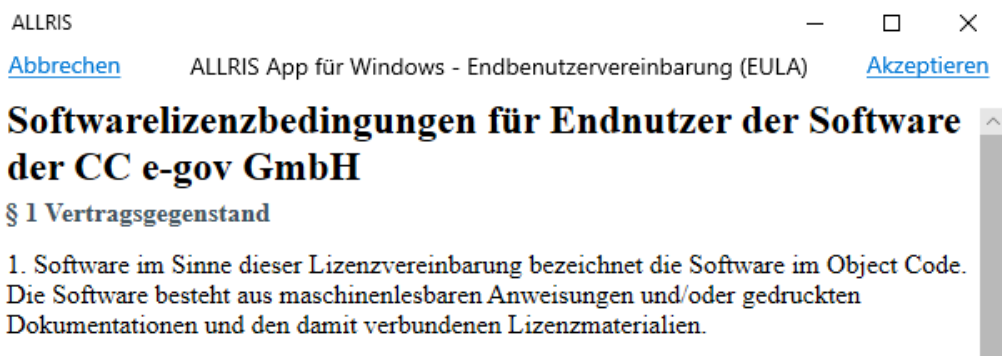 ALLRIS
Abbrechen ALLRIS App für Windows - Endbenutzervereinbarung (EULA) Akzeptieren
Softwarelizenzbedingungen für Endnutzer der Software
der CC e-gov GmbH
§ 1 Vertragsgegenstand
1. Software im Sinne dieser Lizenzvereinbarung bezeichnet die Software im Object Code.
Die Software besteht aus maschinenlesbaren Anweisungen und/oder gedruckten
Dokumentationen und den damit verbundenen Lizenzmaterialien.